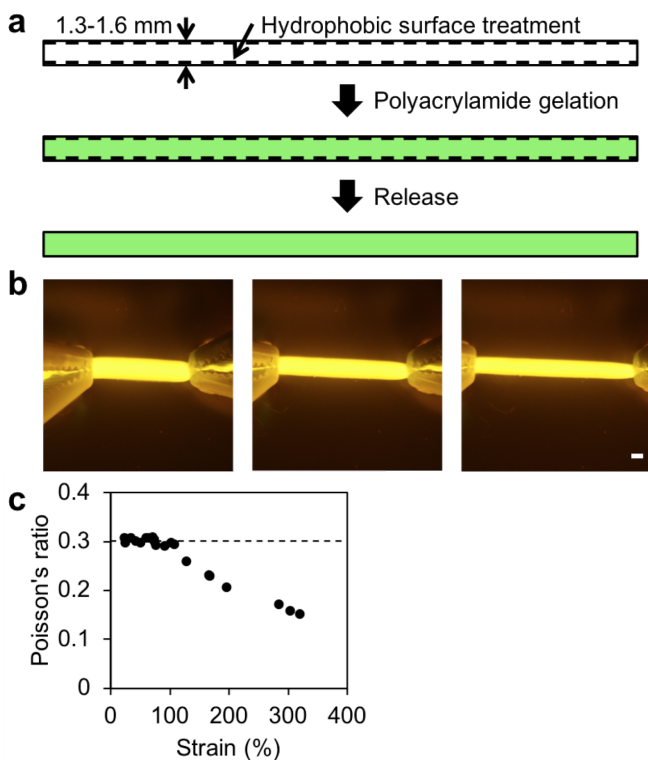 a
1.3-1.6 mm
Hydrophobic surface treatment
Polyacrylamide gelation
Release
b
c
0.4
0.3
0.2
0.1
0
Poisson's ratio
0 100 200 300 400
Strain (%)